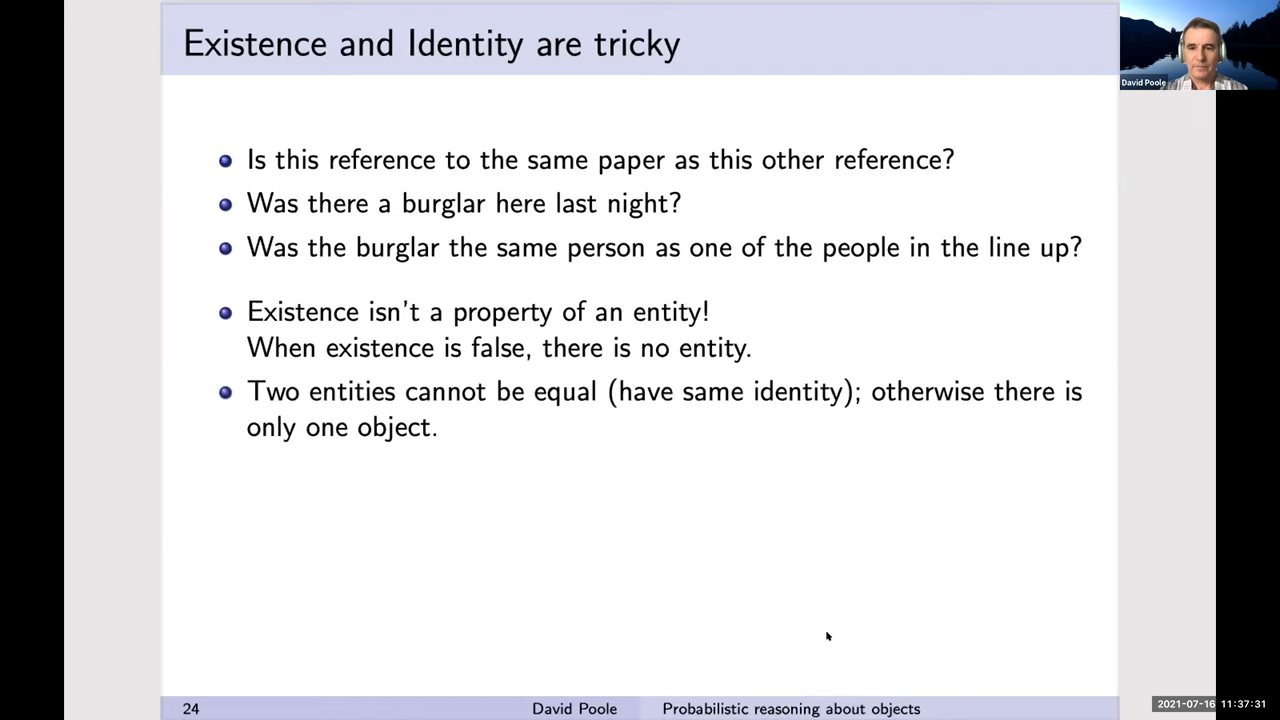 Existence and Identity are tricky
David Poole
Is this reference to the same paper as this other reference?
Was there a burglar here last night?
Was the burglar the same person as one of the people in the line up?
Existence isn't a property of an entity!
When existence is false, there is no entity.
Two entities cannot be equal (have same identity); otherwise there is
only one object.
24 David Poole Probabilistic reasoning about objects
2021-07-16 11:37:31